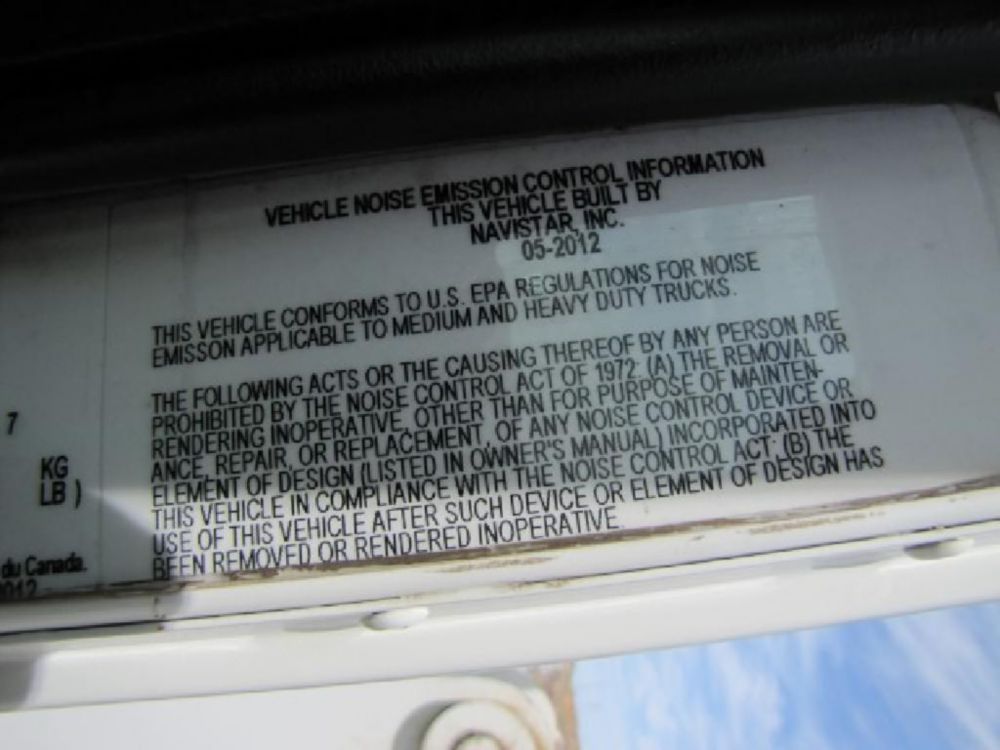 VEHICLE NOISE EMISSION CONTROL INFORMATION
THIS VEHICLE BUILT BY
NAVISTAR, INC.
05-2012
THIS VEHICLE CONFORMS TO U.S. EPA REGULATIONS FOR NOISE
EMISSON APPLICABLE TO MEDIUM AND HEAVY DUTY TRUCKS.
THE FOLLOWING ACTS OR THE CAUSING THEREOF BY ANY PERSON ARE
PROHIBITED BY THE NOISE CONTROL ACT OF 1972: (A) THE REMOVAL OR
RENDERING INOPERATIVE, OTHER THAN FOR PURPOSE OF MAINTEN-
ANCE, REPAIR, OR REPLACEMENT, OF ANY NOISE CONTROL DEVICE OR
ELEMENT OF DESIGN (LISTED IN OWNER'S MANUAL) INCORPORATED INTO
THIS VEHICLE IN COMPLIANCE WITH THE NOISE CONTROL ACT; (B) THE
USE OF THIS VEHICLE AFTER SUCH DEVICE OR ELEMENT OF DESIGN HAS
BEEN REMOVED OR RENDERED INOPERATIVE.
7
KG
LB )
du Canada.
2012